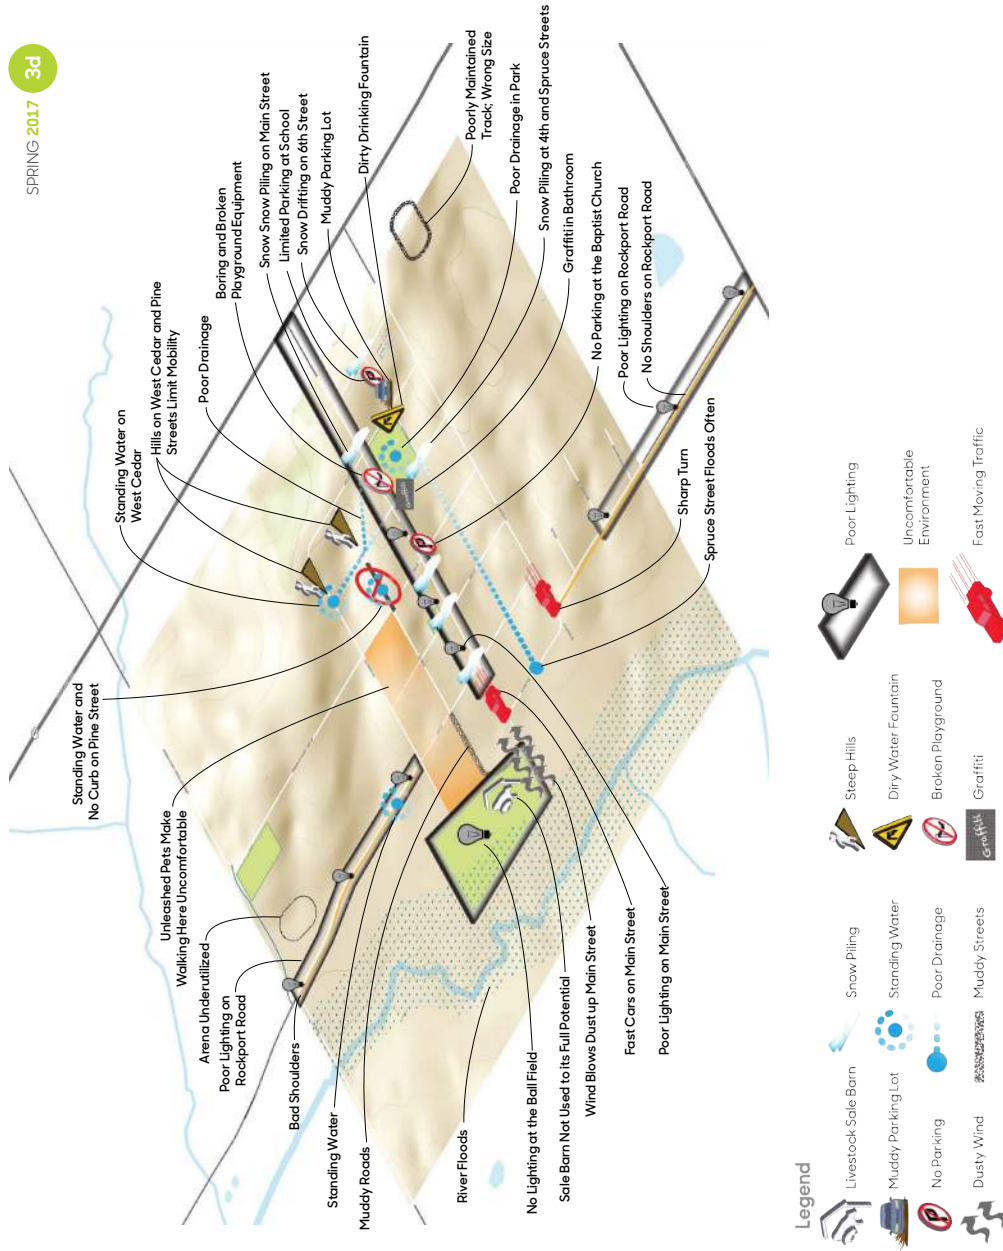 SPRING 2017 3d
Standing Water and
No Curb on Pine Street
Standing Water on
West Cedar
Hills on West Cedar and Pine
Streets Limit Mobility
Poor Drainage
Boring and Broken
Playground Equipment
Snow Snow Piling on Main Street
Limited Parking at School
Snow Drifting on 6th Street
Muddy Parking Lot
Dirty Drinking Fountain
Poorly Maintained
Track; Wrong Size
Poor Drainage in Park
Snow Piling at 4th and Spruce Streets
Graffiti in Bathroom
No Parking at the Baptist Church
Poor Lighting on Rockport Road
No Shoulders on Rockport Road
Sharp Turn
Spruce Street Floods Often
Unleashed Pets Make
Walking Here Uncomfortable
Arena Underutilized
Poor Lighting on
Rockport Road
Bad Shoulders
Standing Water
Muddy Roads
River Floods
No Lighting at the Ball Field
Sale Barn Not Used to its Full Potential
Wind Blows Dust up Main Street
Fast Cars on Main Street
Poor Lighting on Main Street
Graffiti
Legend
Livestock Sale Barn
Muddy Parking Lot
No Parking
Dusty Wind
Snow Piling
Standing Water
Poor Drainage
Muddy Streets
Steep Hills
Dirty Water Fountain
Broken Playground
Graffiti
Graffiti
Poor Lighting
Uncomfortable
Environment
Fast Moving Traffic